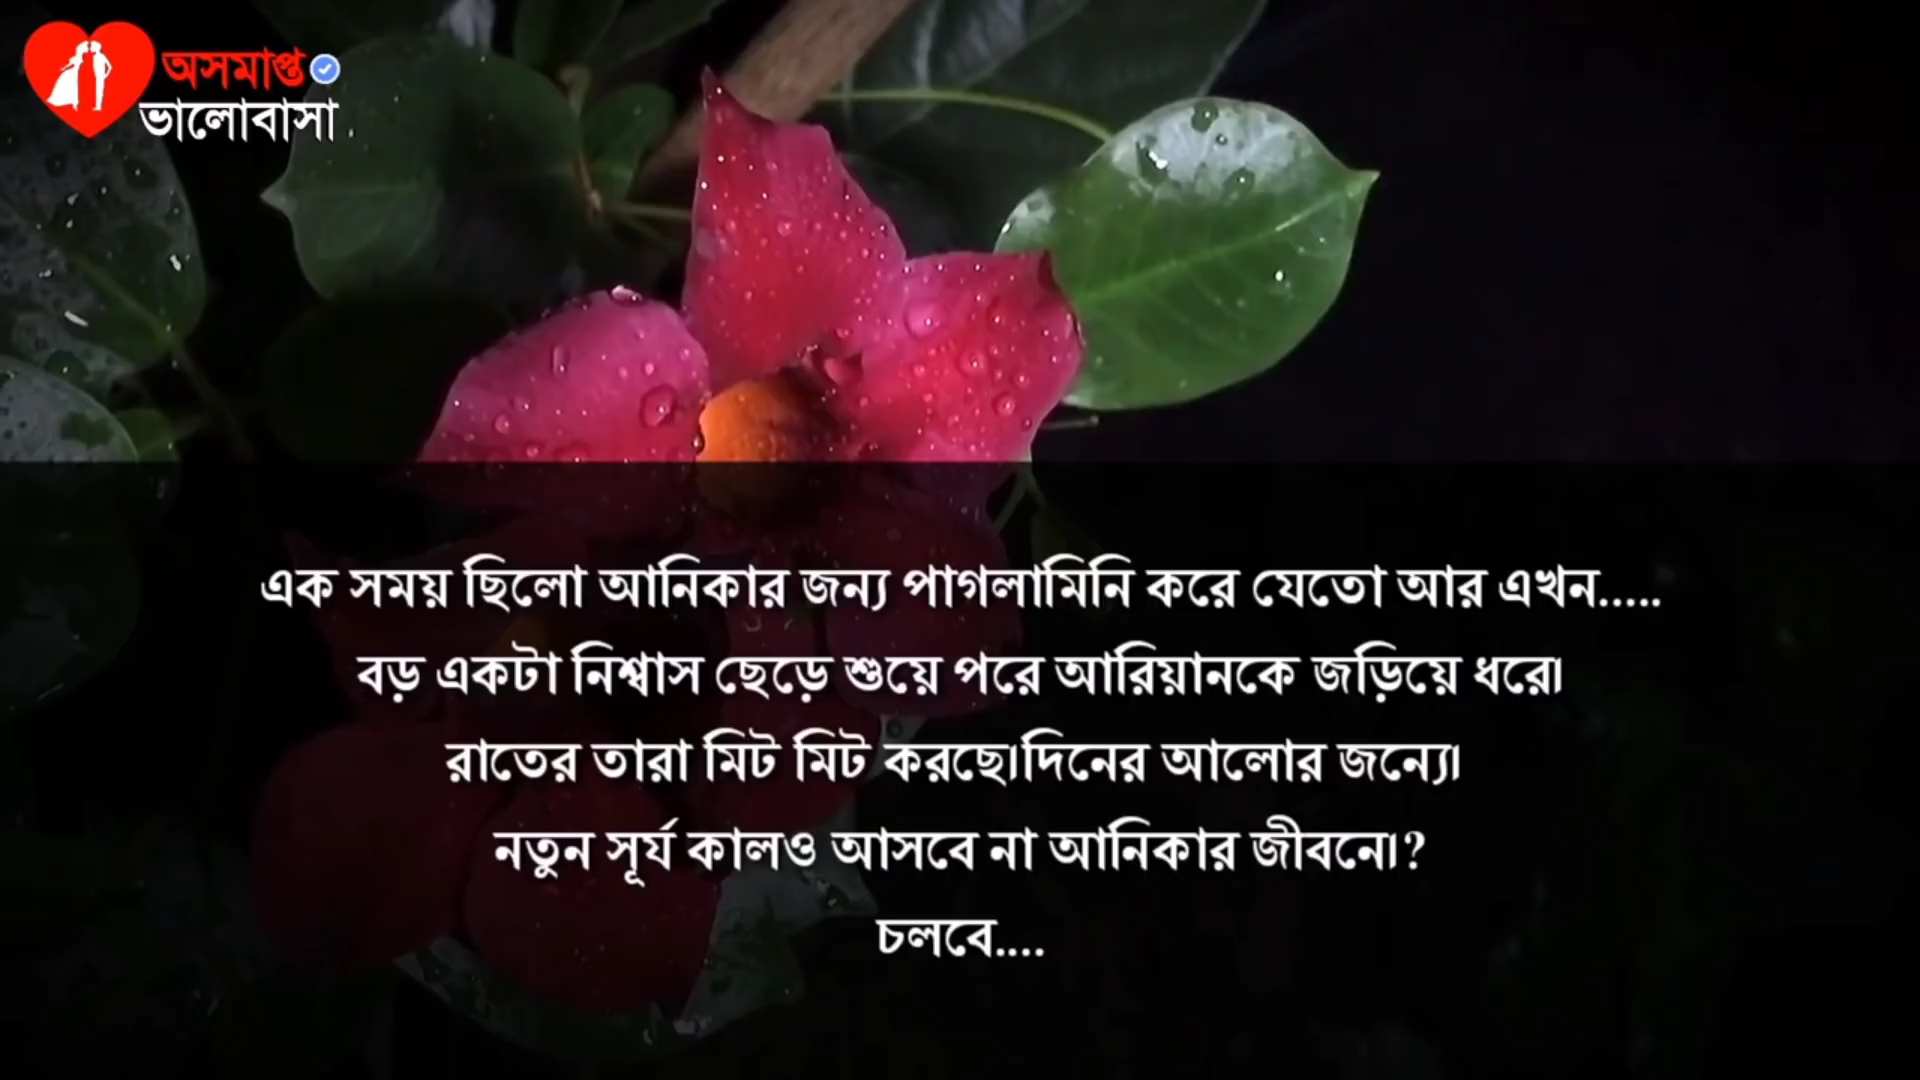 অসমাপ্ত
ভালোবাসা
এক সময় ছিলো আনিকার জন্য পাগলামিনি করে যেতো আর এখন.....
বড় একটা নিশ্বাস ছেড়ে শুয়ে পরে আরিয়ানকে জড়িয়ে ধরে।
রাতের তারা মিট মিট করছে।দিনের আলোর জন্যে।
নতুন সূর্য কালও আসবে না আনিকার জীবনে।?
চলবে....